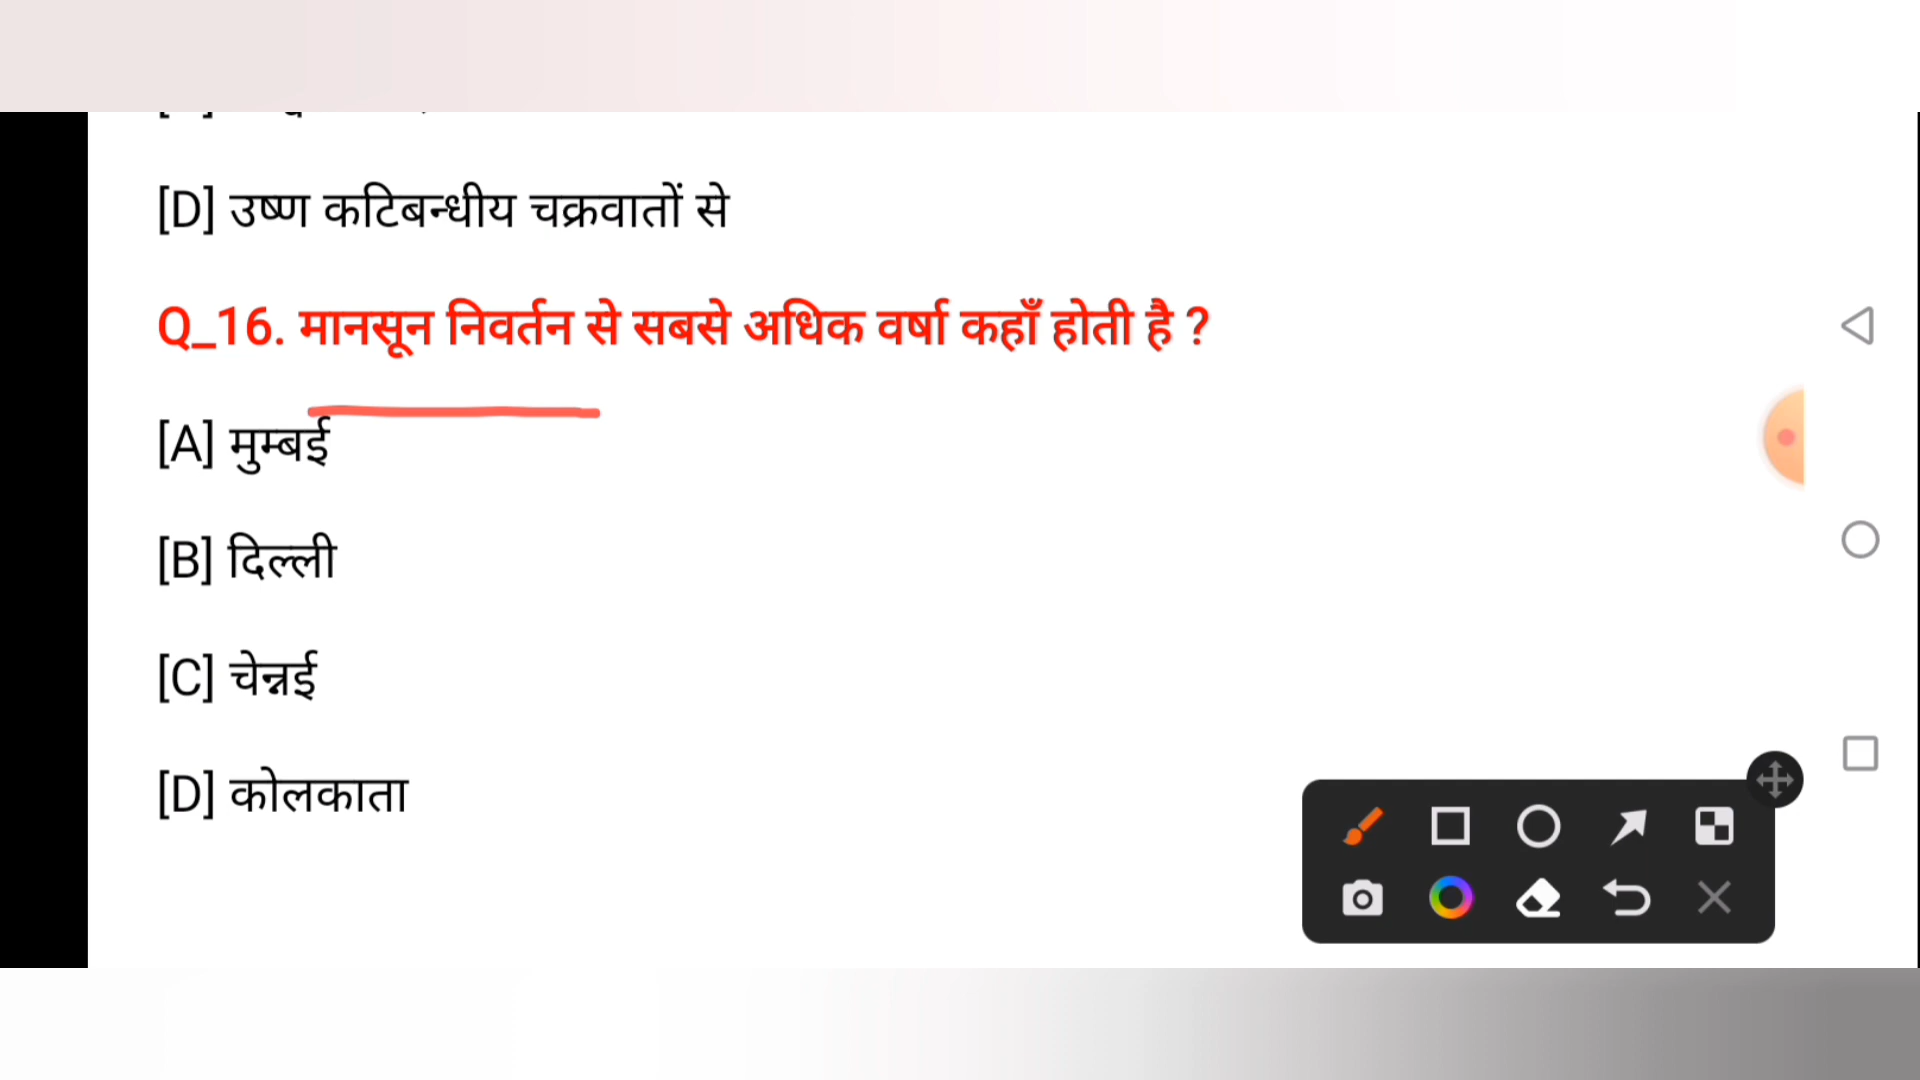 [D] उष्ण कटिबन्धीय चक्रवातों से
Q_16. मानसून निवर्तन से सबसे अधिक वर्षा कहाँ होती है ?
[A] मुम्बई
[B] दिल्ली
[C] चेन्नई
[D] कोलकाता